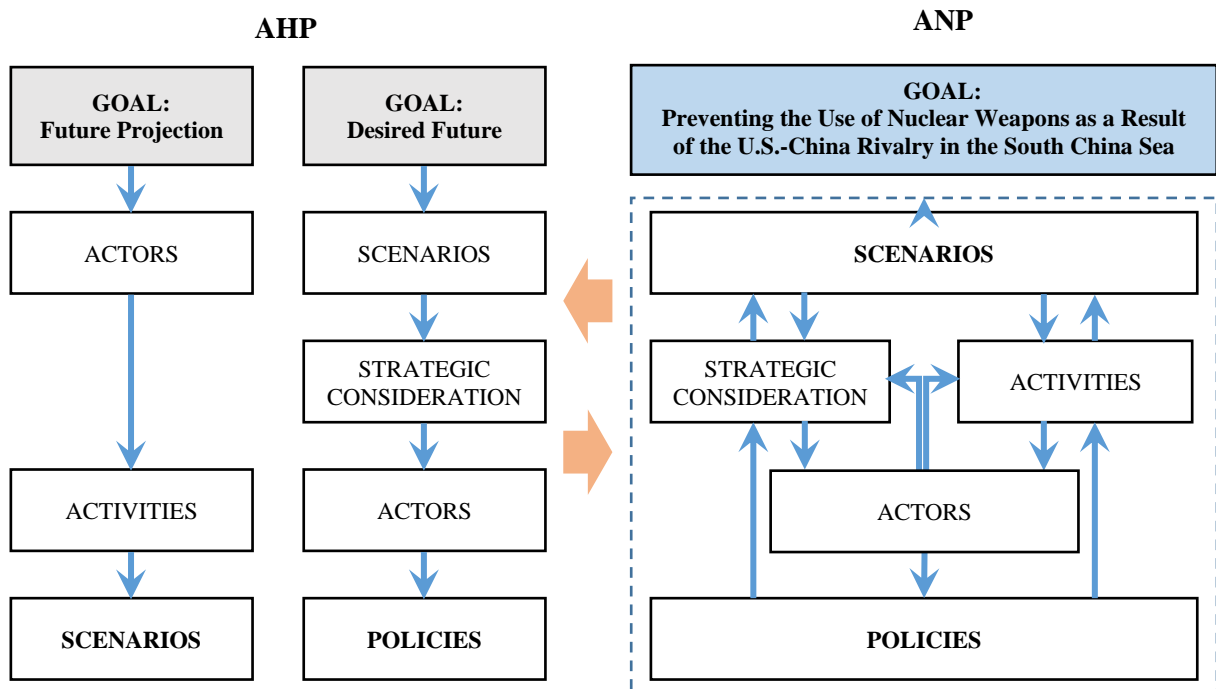 AHP
GOAL:
Future Projection
ACTORS
ACTIVITIES
SCENARIOS
GOAL:
Desired Future
SCENARIOS
STRATEGIC
CONSIDERATION
ACTORS
POLICIES
ANP
GOAL:
Preventing the Use of Nuclear Weapons as a Result
of the U.S.-China Rivalry in the South China Sea
SCENARIOS
STRATEGIC
CONSIDERATION
ACTIVITIES
ACTORS
POLICIES